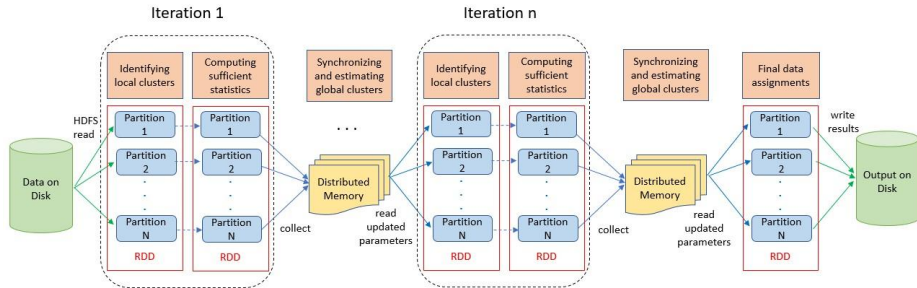 Iteration 1
Iteration n
Identifying
local clusters
Computing
sufficient
statistics
Synchronizing
and estimating
global clusters
Identifying
local clusters
Computing
sufficient
statistics
Synchronizing
and estimating
global clusters
Final data
assignments
HDFS
read
Data on
Disk
Partition
1
Partition
2
Partition
N
RDD
Partition
1
Partition
2
Partition
N
RDD
collect
. . .
Distributed
Memory
read
updated
parameters
Partition
1
Partition
2
Partition
N
RDD
Partition
1
Partition
2
Partition
N
RDD
collect
Distributed
Memory
read
updated
parameters
Partition
1
Partition
2
Partition
N
RDD
write
results
Output on
Disk